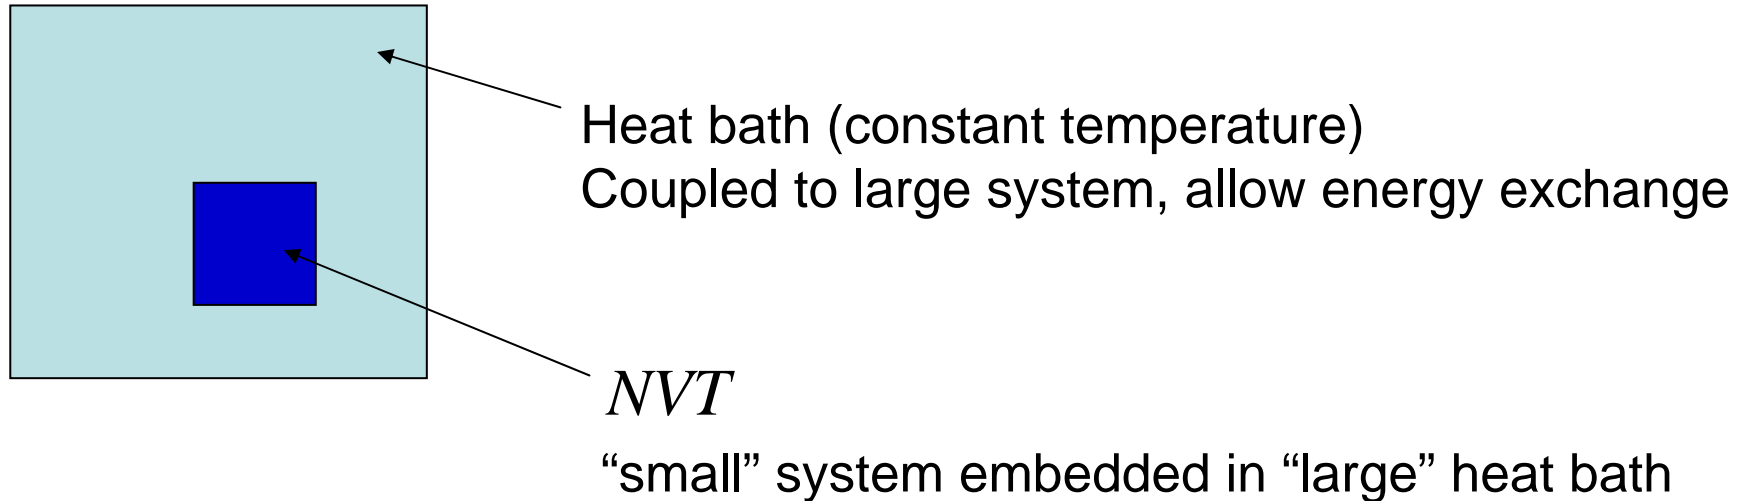 Heat bath (constant temperature)
Coupled to large system, allow energy exchange
NVT
“small” system embedded in “large” heat bath